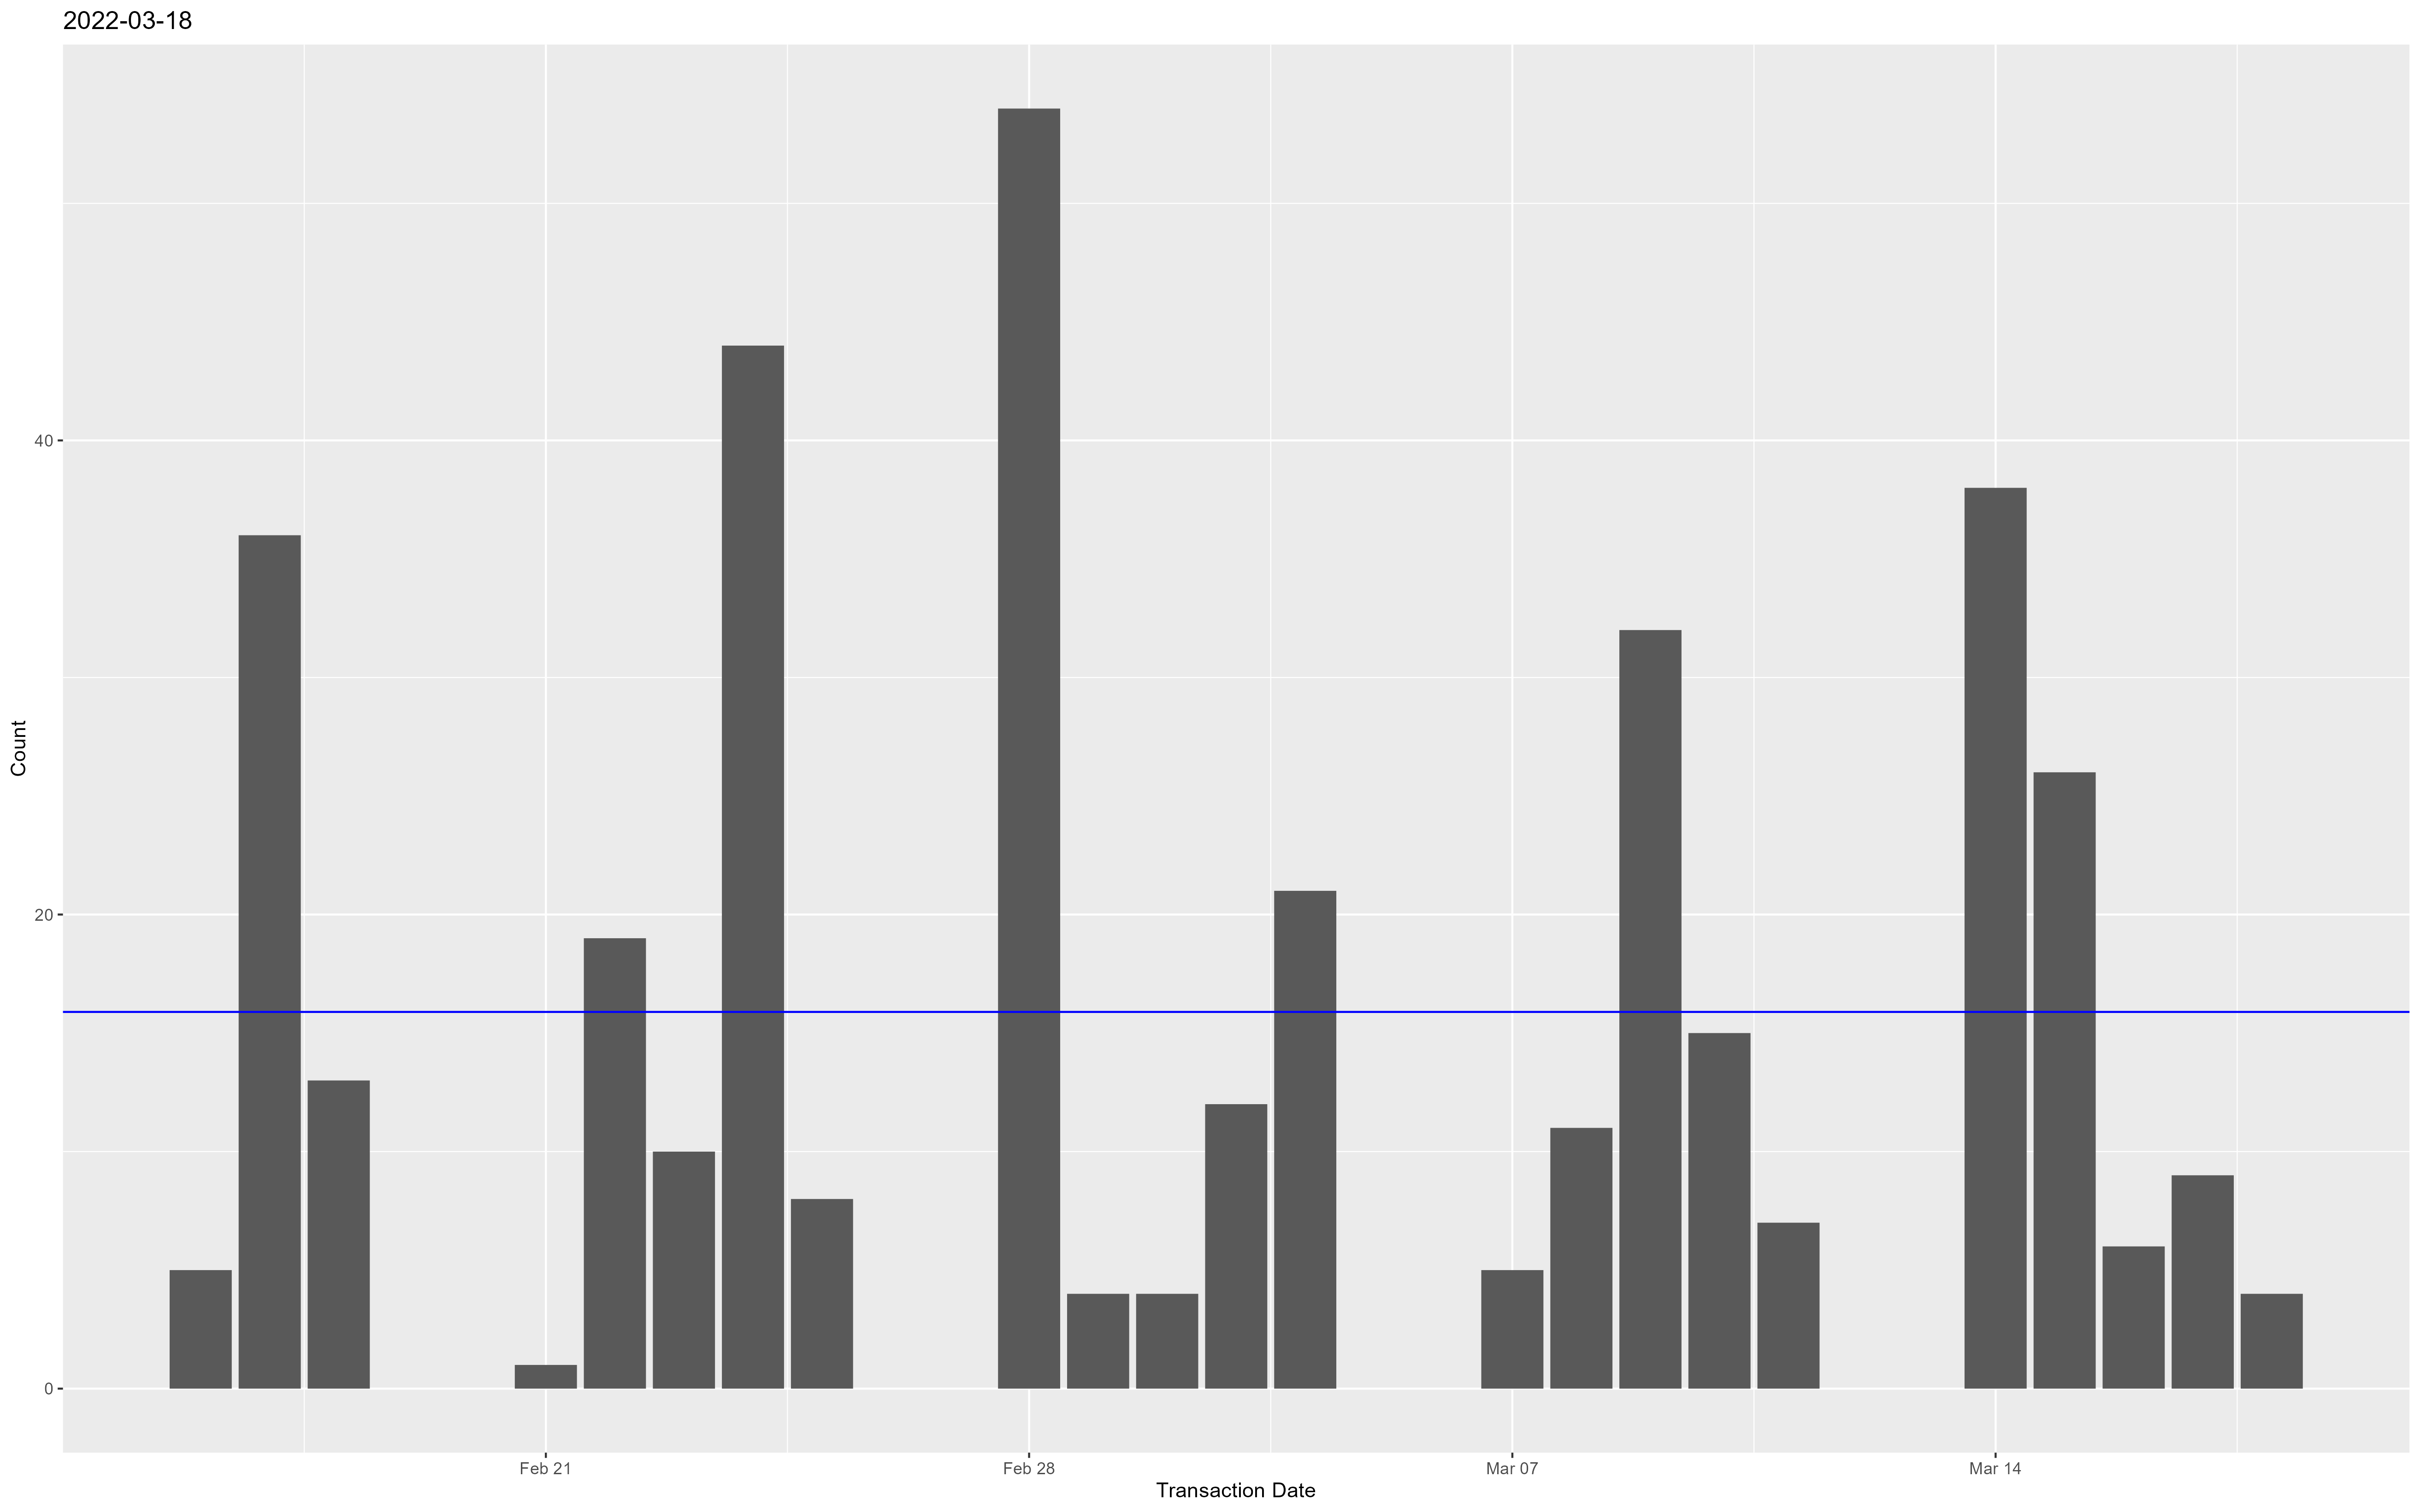 2022-03-18
Count
40
20
0
Feb 21 Feb 28 Mar 07 Mar 14
Transaction Date